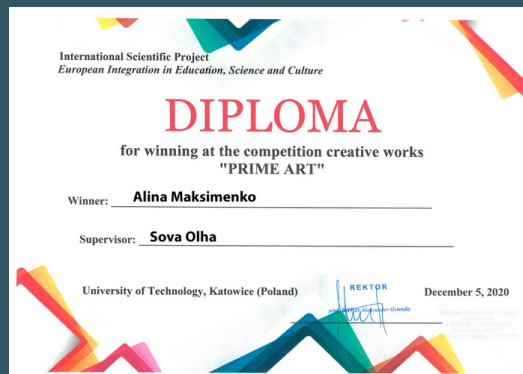 International Scientific Project
European Integration in Education, Science and Culture
DIPLOMA
for winning at the competition creative works
"PRIME ART"
Winner: Alina Maksimenko
Supervisor: Sova Olha
University of Technology, Katowice (Poland)
REKTOR
December 5, 2020